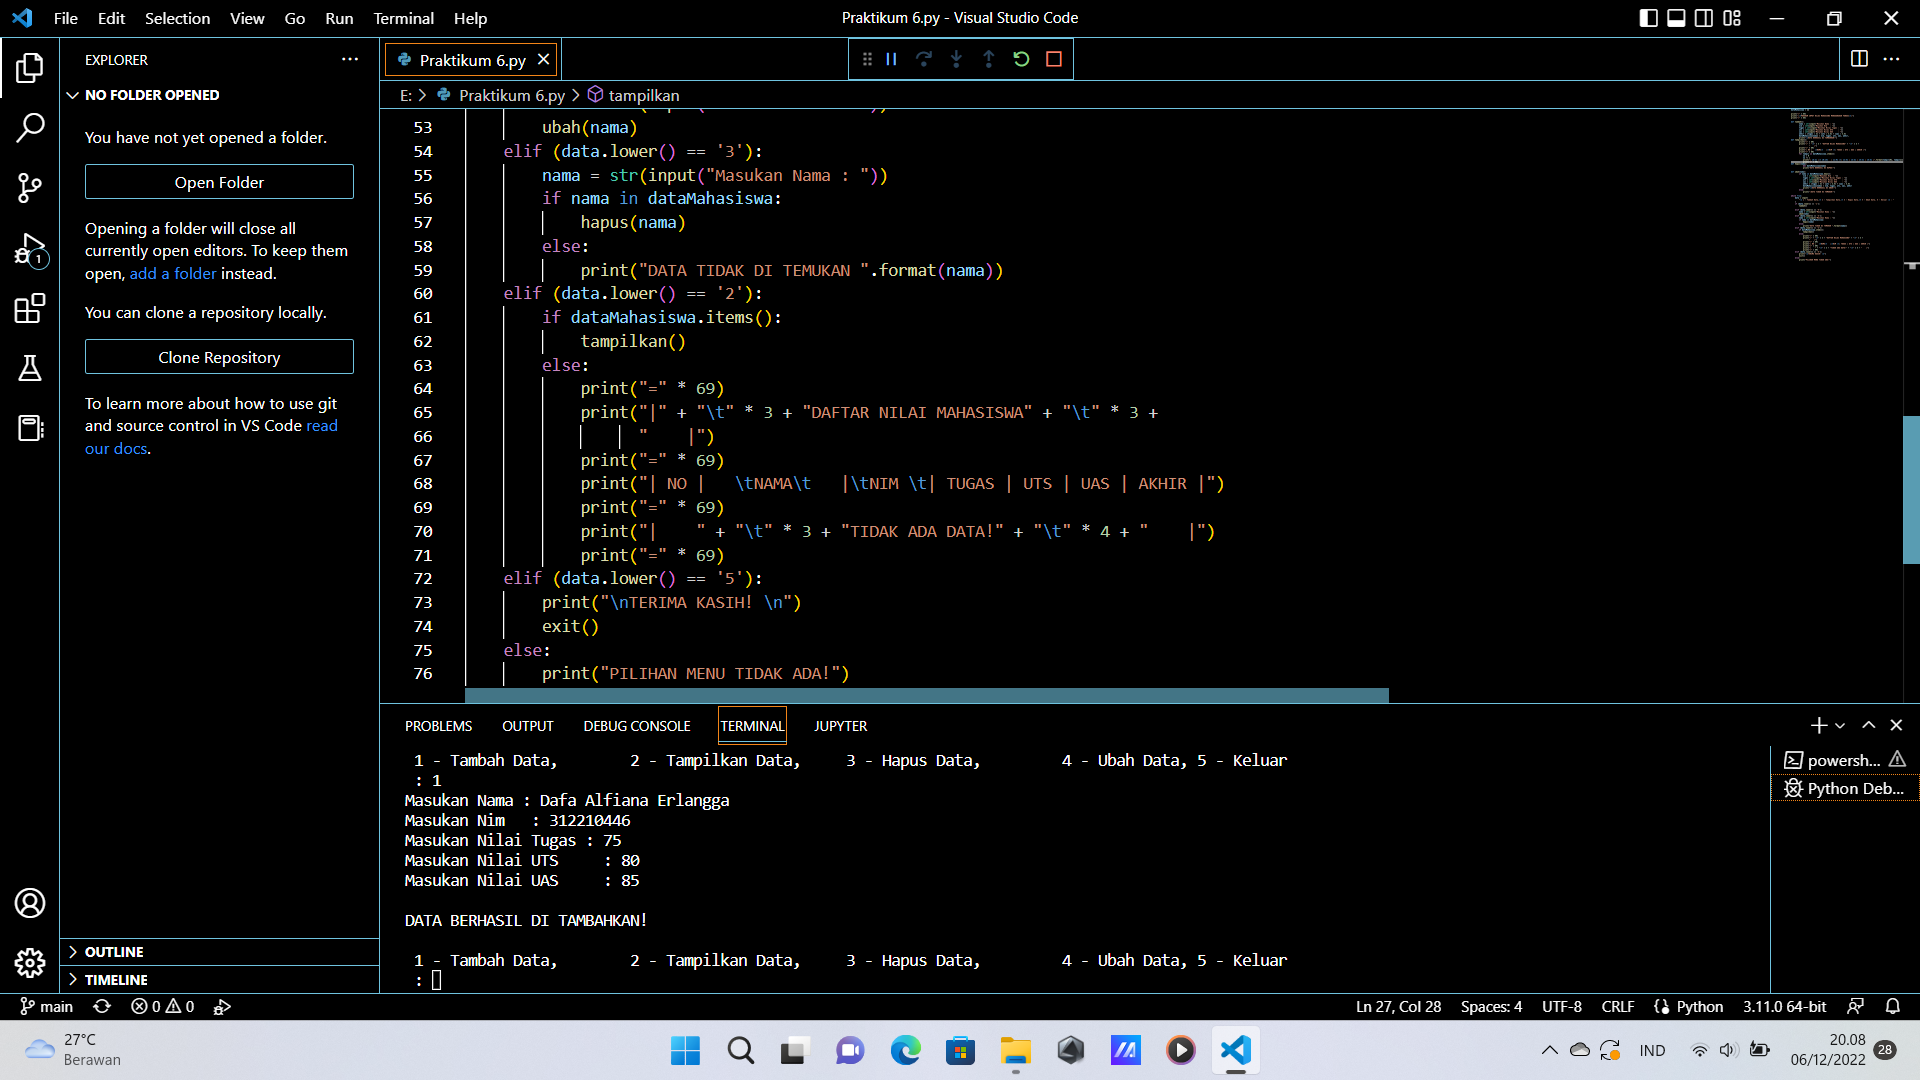 File Edit Selection View Go Run Terminal Help
Praktikum 6.py - Visual Studio Code
EXPLORER
NO FOLDER OPENED
You have not yet opened a folder.
Open Folder
Opening a folder will close all
currently open editors. To keep them
open, add a folder instead.
You can clone a repository locally.
Clone Repository
To learn more about how to use git
and source control in VS Code read
our docs.
OUTLINE
TIMELINE
Praktikum 6.py
E: > Praktikum 6.py > tampilkan
53 ubah(nama)
54 elif (data.lower() == '3'):
55 nama = str(input("Masukan Nama : "))
56 if nama in dataMahasiswa:
57 hapus(nama)
58 else:
59 print("DATA TIDAK DI TEMUKAN ".format(nama))
60 elif (data.lower() == '2'):
61 if dataMahasiswa.items():
62 tampilkan()
63 else:
64 print("=" * 69)
65 print("|" + "\t" * 3 + "DAFTAR NILAI MAHASISWA" + "\t" * 3 +
66 "    |")
67 print("=" * 69)
68 print("| NO |   \tNAMA\t   |\tNIM \t| TUGAS | UTS | UAS | AKHIR |")
69 print("=" * 69)
70 print("|    " + "\t" * 3 + "TIDAK ADA DATA!" + "\t" * 4 + "    |")
71 print("=" * 69)
72 elif (data.lower() == '5'):
73 print("\nTERIMA KASIH! \n")
74 exit()
75 else:
76 print("PILIHAN MENU TIDAK ADA!")
PROBLEMS OUTPUT DEBUG CONSOLE TERMINAL JUPYTER
1 - Tambah Data, 2 - Tampilkan Data, 3 - Hapus Data, 4 - Ubah Data, 5 - Keluar
: 1
Masukan Nama : Dafa Alfiana Erlangga
Masukan Nim : 312210446
Masukan Nilai Tugas : 75
Masukan Nilai UTS : 80
Masukan Nilai UAS : 85
DATA BERHASIL DI TAMBAHKAN!
1 - Tambah Data, 2 - Tampilkan Data, 3 - Hapus Data, 4 - Ubah Data, 5 - Keluar
:
powersh...
Python Deb...
1
main 0 0
Ln 27, Col 28 Spaces: 4 UTF-8 CRLF Python 3.11.0 64-bit
27°C
Berawan
IND
20.08
06/12/2022
28